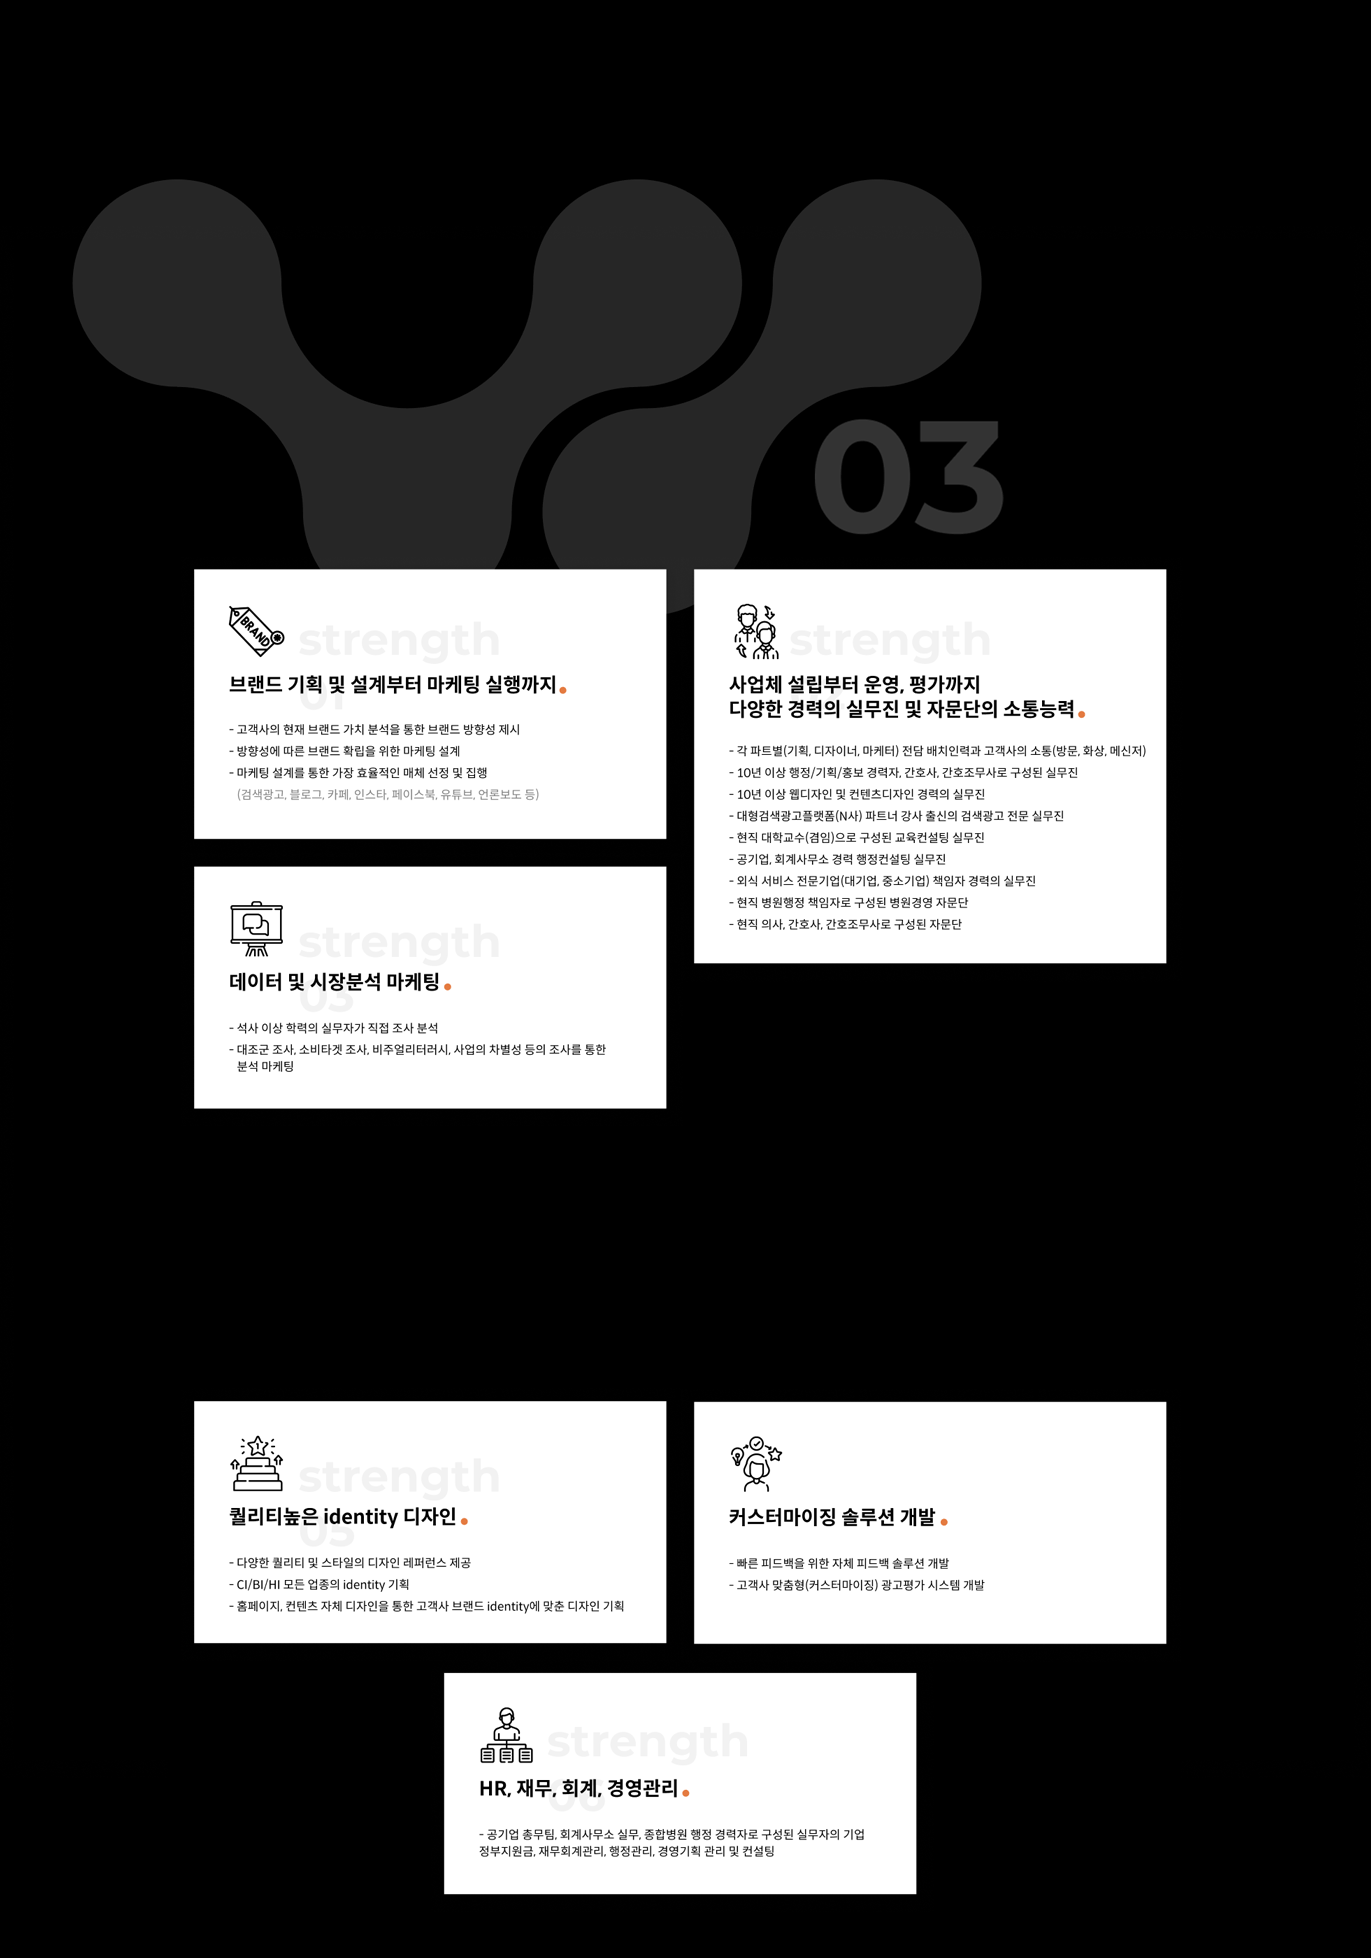 03
BRAND
strength
01
브랜드 기획 및 설계부터 마케팅 실행까지
- 고객사의 현재 브랜드 가치 분석을 통한 브랜드 방향성 제시
- 방향성에 따른 브랜드 확립을 위한 마케팅 설계
- 마케팅 설계를 통한 가장 효율적인 매체 선정 및 집행
(검색광고, 블로그, 카페, 인스타, 페이스북, 유튜브, 언론보도 등)
strength
사업체 설립부터 운영, 평가까지
다양한 경력의 실무진 및 자문단의 소통능력
- 각 파트별(기획, 디자이너, 마케터) 전담 배치인력과 고객사의 소통(방문, 화상, 메신저)
- 10년 이상 행정/기획/홍보 경력자, 간호사, 간호조무사로 구성된 실무진
- 10년 이상 웹디자인 및 컨텐츠디자인 경력의 실무진
- 대형검색광고플랫폼(N사) 파트너 강사 출신의 검색광고 전문 실무진
- 현직 대학교수(겸임)으로 구성된 교육컨설팅 실무진
- 공기업, 회계사무소 경력 행정컨설팅 실무진
- 외식 서비스 전문기업(대기업, 중소기업) 책임자 경력의 실무진
- 현직 병원행정 책임자로 구성된 병원경영 자문단
- 현직 의사, 간호사, 간호조무사로 구성된 자문단
strength
03
데이터 및 시장분석 마케팅
- 석사 이상 학력의 실무자가 직접 조사 분석
- 대조군 조사, 소비타겟 조사, 비주얼리터러시, 사업의 차별성 등의 조사를 통한
분석 마케팅
1
strength
05
퀄리티높은 identity 디자인
- 다양한 퀄리티 및 스타일의 디자인 레퍼런스 제공
- CI/BI/HI 모든 업종의 identity 기획
- 홈페이지, 컨텐츠 자체 디자인을 통한 고객사 브랜드 identity에 맞춘 디자인 기획
커스터마이징 솔루션 개발
- 빠른 피드백을 위한 자체 피드백 솔루션 개발
- 고객사 맞춤형(커스터마이징) 광고평가 시스템 개발
strength
06
HR, 재무, 회계, 경영관리
- 공기업 총무팀, 회계사무소 실무, 종합병원 행정 경력자로 구성된 실무자의 기업
정부지원금, 재무회계관리, 행정관리, 경영기획 관리 및 컨설팅